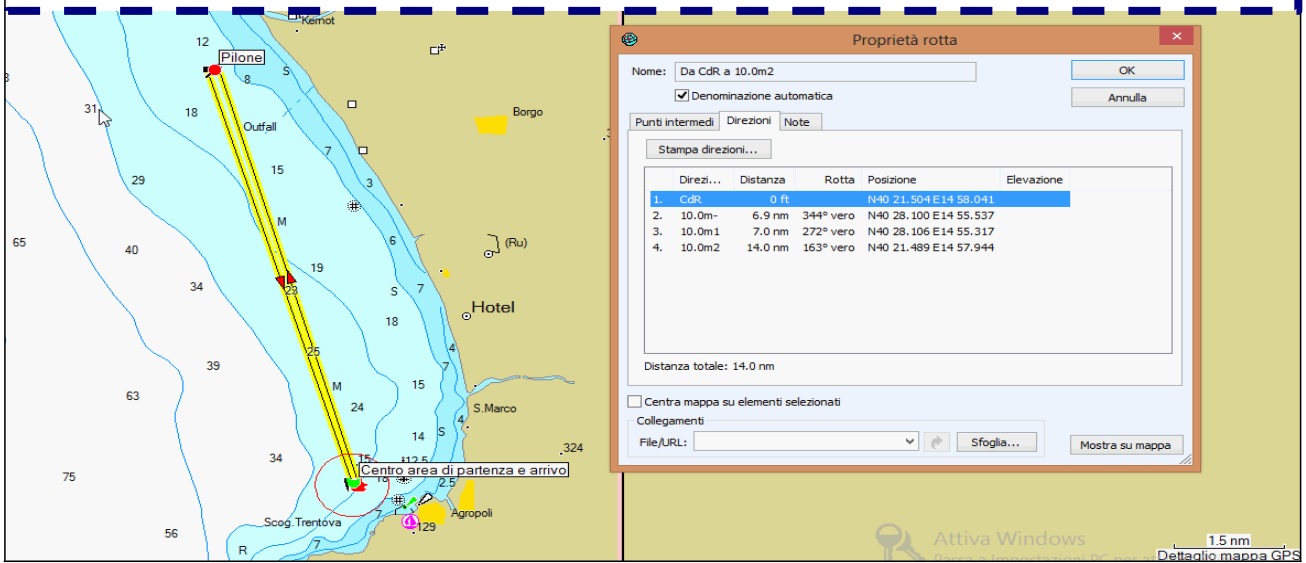 Kemot
12
Pilone
S
8
31
18
Borgo
Outfall
7
15
3
29
M
6
(Ru)
65
40
19
34
23
S
7
Hotel
18
25
4
39
7
M
15
63
24
S.Marco
4
14
S
324
34
15
12.5
Centro area di partenza e arrivo
18
2.5
75
Scog.Trentova
7
Agropoli
129
56
R
Proprietà rotta
Nome: Da CdR a 10.0m2
OK
Denominazione automatica
Annulla
Punti intermedi Direzioni Note
Stampa direzioni...
Direzi... Distanza Rotta Posizione Elevazione
1. CdR 0 ft N40 21.504 E14 58.041
2. 10.0m- 6.9 nm 344° vero N40 28.100 E14 55.537
3. 10.0m1 7.0 nm 272° vero N40 28.106 E14 55.317
4. 10.0m2 14.0 nm 163° vero N40 21.489 E14 57.944
Distanza totale: 14.0 nm
Centra mappa su elementi selezionati
Collegamenti
File/URL:
Sfoglia...
Mostra su mappa
Attiva Windows
Passa a Impostazioni PC per
1.5 nm
Dettaglio mappa GPS